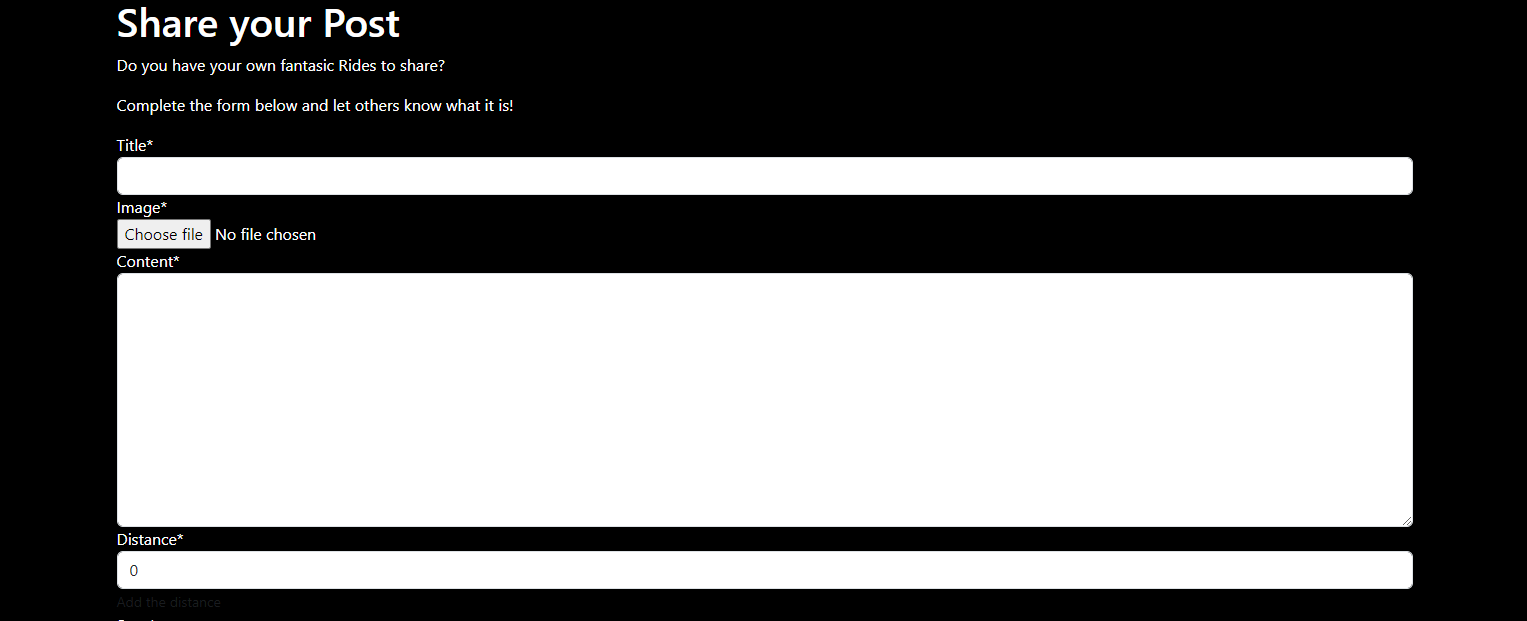 Share your Post
Do you have your own fantasic Rides to share?
Complete the form below and let others know what it is!
Title*
Image*
Choose file No file chosen
Content*
Distance*
0
Add the distance